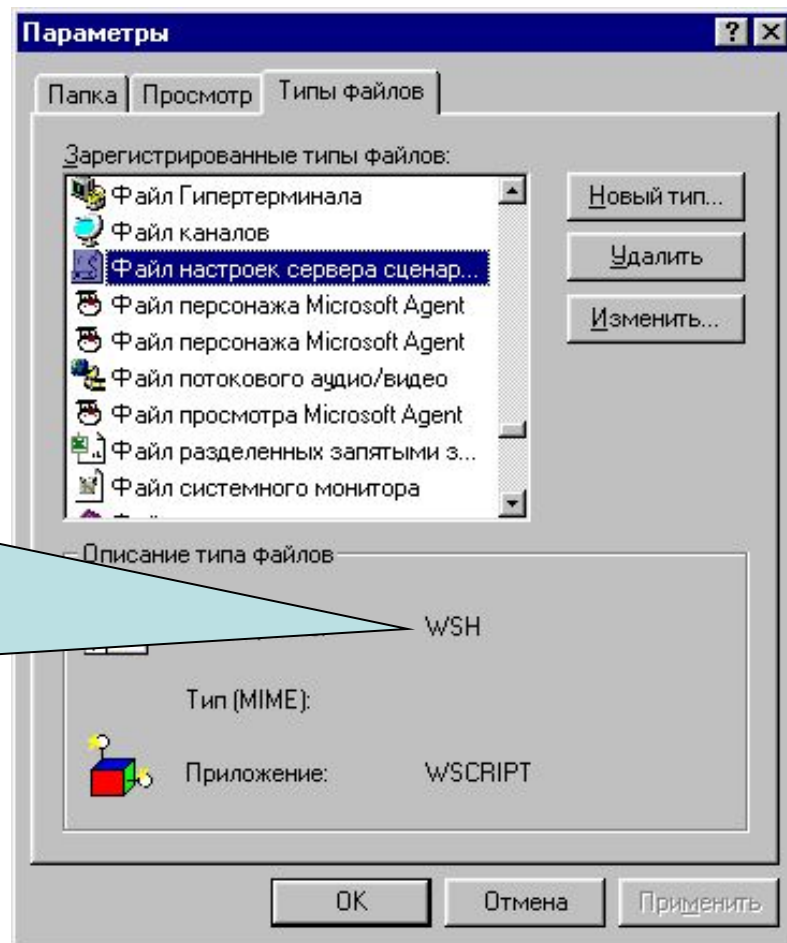 Параметры
Папка Просмотр Типы файлов
Зарегистрированные типы файлов:
Файл Гипертерминала
Файл каналов
Файл настроек сервера сценар...
Файл персонажа Microsoft Agent
Файл персонажа Microsoft Agent
Файл потокового аудио/видео
Файл просмотра Microsoft Agent
Файл разделенных запятыми з...
Файл системного монитора
Новый тип...
Удалить
Изменить...
Описание типа файлов
WSH
Тип (MIME):
Приложение: WSCRIPT
OK Отмена Применить